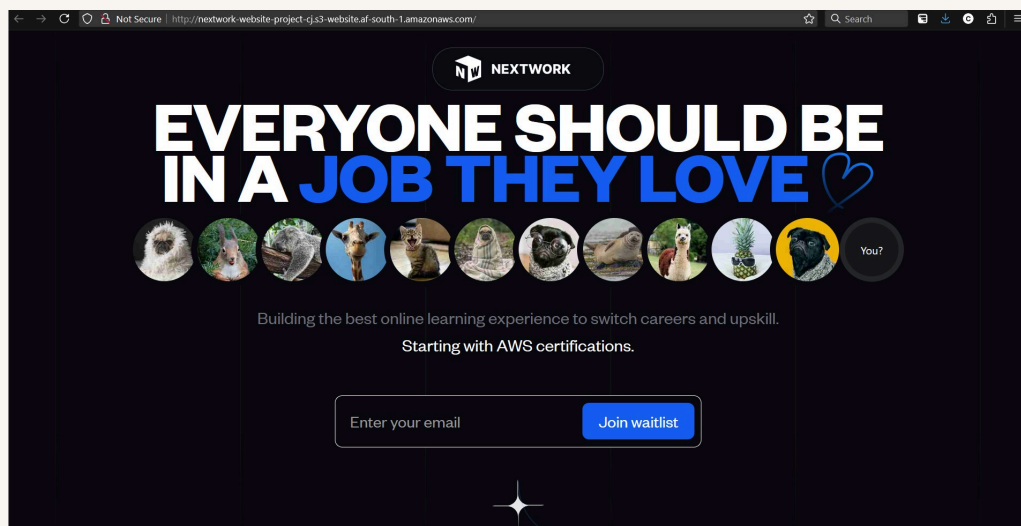 Not Secure http://nextwork-website-project-cj.s3-website.af-south-1.amazonaws.com/ Search
NW NEXTWORK
EVERYONE SHOULD BE
IN A JOB THEY LOVE
You?
Building the best online learning experience to switch careers and upskill.
Starting with AWS certifications.
Enter your email Join waitlist